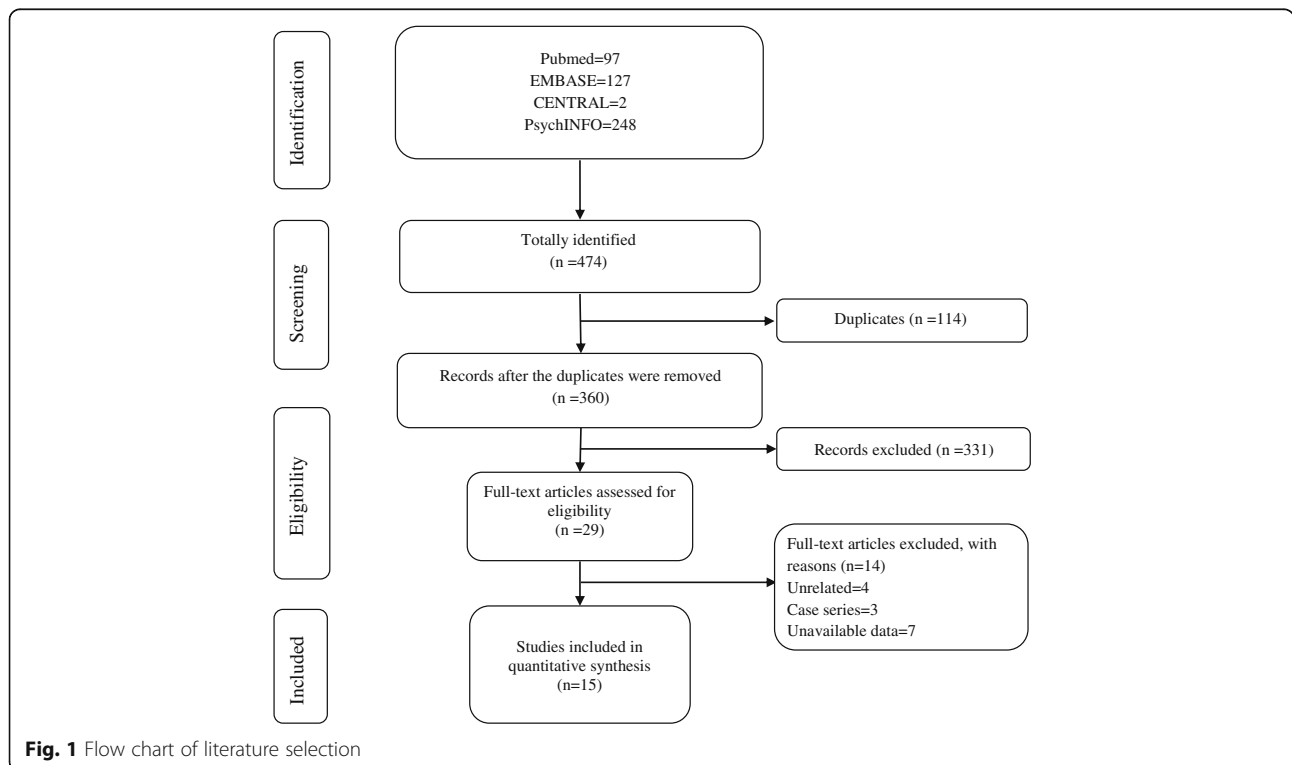 Identification
Pubmed=97
EMBASE=127
CENTRAL=2
PsychINFO=248
Screening
Totally identified
(n =474)
Duplicates (n =114)
Records after the duplicates were removed
(n =360)
Eligibility
Records excluded (n =331)
Full-text articles assessed for
eligibility
(n =29)
Full-text articles excluded, with
reasons (n=14)
Unrelated=4
Case series=3
Unavailable data=7
Included
Studies included in
quantitative synthesis
(n=15)
Fig. 1 Flow chart of literature selection